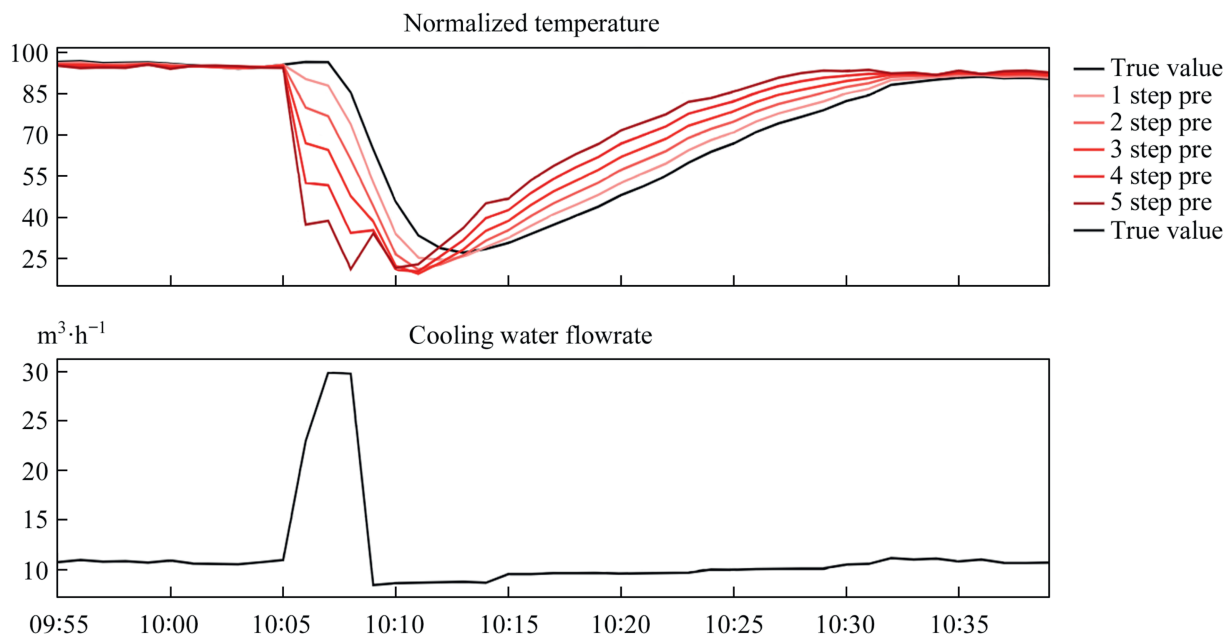 Normalized temperature
100
85
70
55
40
25
True value
1 step pre
2 step pre
3 step pre
4 step pre
5 step pre
True value
m³·h⁻¹
Cooling water flowrate
30
25
20
15
10
09:55 10:00 10:05 10:10 10:15 10:20 10:25 10:30 10:35